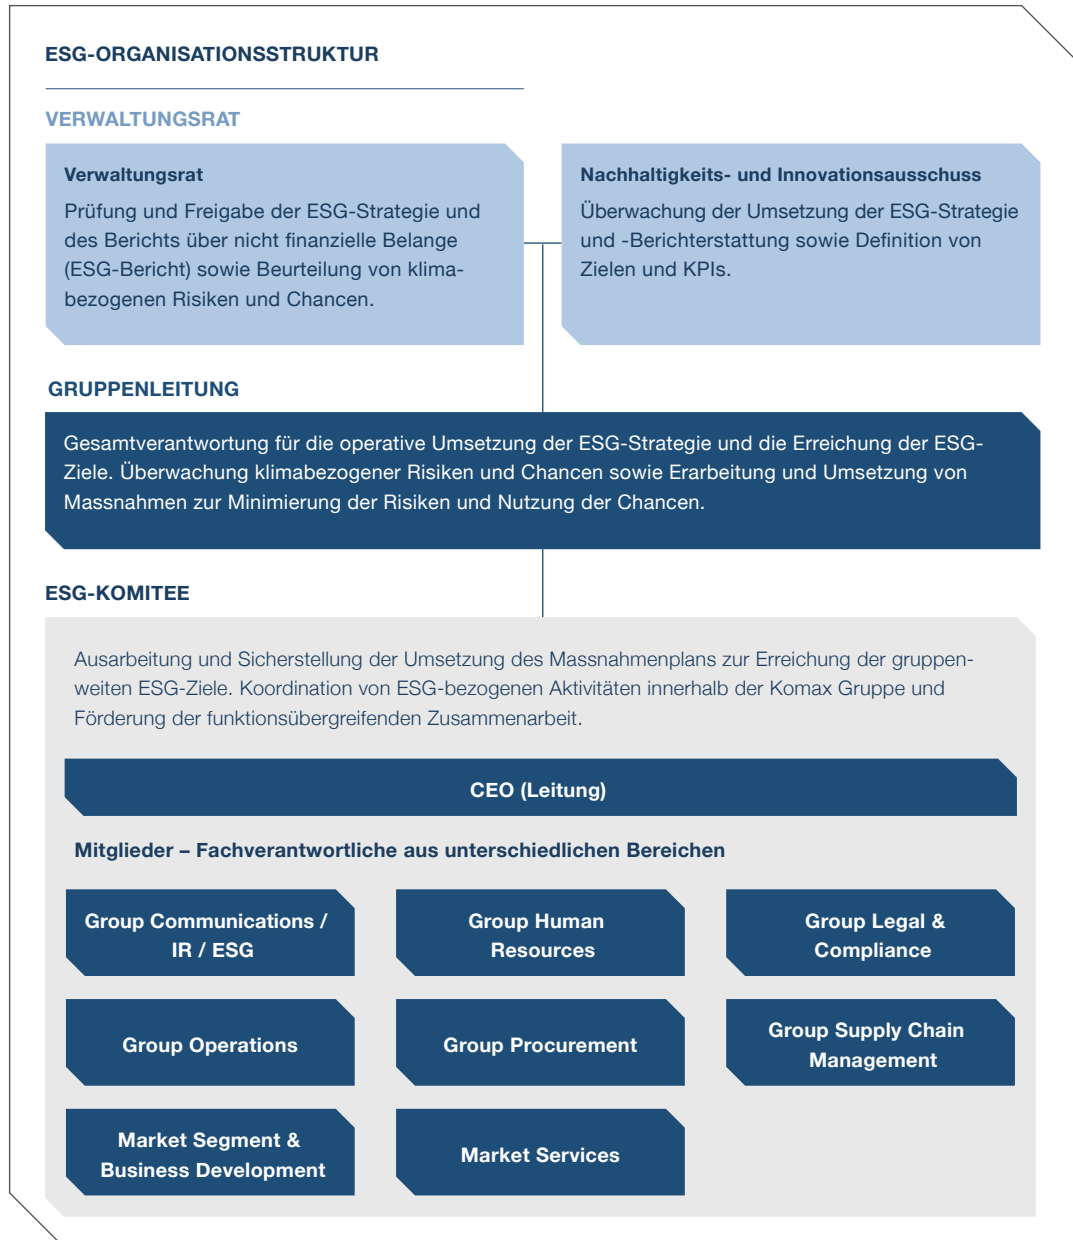 ESG-ORGANISATIONSSTRUKTUR
VERWALTUNGSRAT
Verwaltungsrat
Prüfung und Freigabe der ESG-Strategie und
des Berichts über nicht finanzielle Belange
(ESG-Bericht) sowie Beurteilung von klima-
bezogenen Risiken und Chancen.
Nachhaltigkeits- und Innovationsausschuss
Überwachung der Umsetzung der ESG-Strategie
und -Berichterstattung sowie Definition von
Zielen und KPIs.
GRUPPENLEITUNG
Gesamtverantwortung für die operative Umsetzung der ESG-Strategie und die Erreichung der ESG-
Ziele. Überwachung klimabezogener Risiken und Chancen sowie Erarbeitung und Umsetzung von
Massnahmen zur Minimierung der Risiken und Nutzung der Chancen.
ESG-KOMITEE
Ausarbeitung und Sicherstellung der Umsetzung des Massnahmenplans zur Erreichung der gruppen-
weiten ESG-Ziele. Koordination von ESG-bezogenen Aktivitäten innerhalb der Komax Gruppe und
Förderung der funktionsübergreifenden Zusammenarbeit.
CEO (Leitung)
Mitglieder – Fachverantwortliche aus unterschiedlichen Bereichen
Group Communications /
IR / ESG
Group Human
Resources
Group Legal &
Compliance
Group Operations
Group Procurement
Group Supply Chain
Management
Market Segment &
Business Development
Market Services